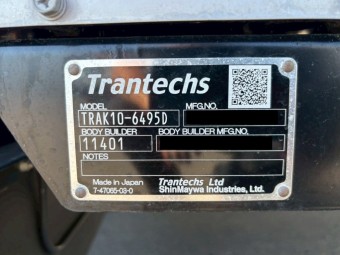 Trantechs
MODEL MFG.NO.
TRAK10-6495D
BODY BUILDER BODY BUILDER MFG.NO.
11401
NOTES
Made in Japan Trantechs Ltd
7-47065-03-0 ShinMaywa Industries, Ltd.